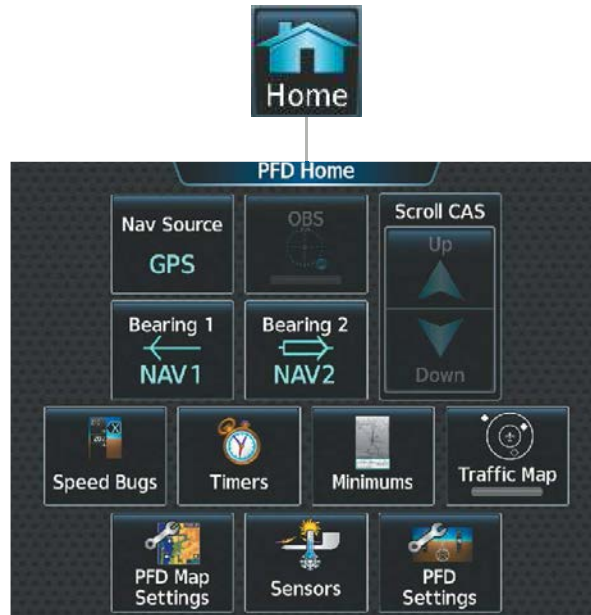 Home
PFD Home
Nav Source
GPS
OBS
Scroll CAS
Up
Down
Bearing 1
NAV1
Bearing 2
NAV2
Speed Bugs
Timers
Minimums
Traffic Map
PFD Map
Settings
Sensors
PFD
Settings